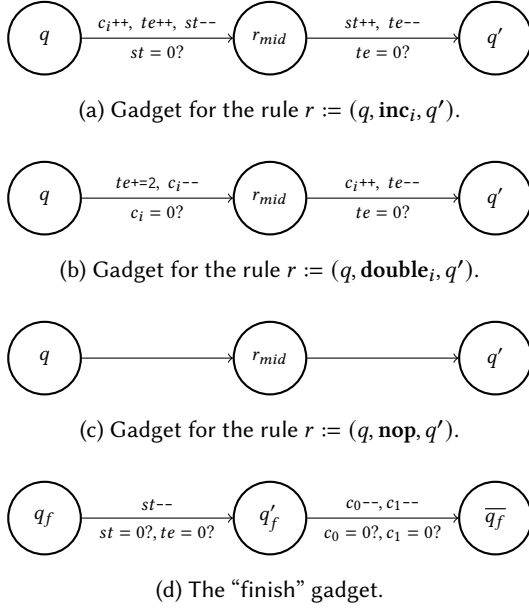 q c_i++, te++, st-- st = 0? r_mid st++, te-- te = 0? q′
(a) Gadget for the rule r := (q, inc_i, q′).
q te+=2, c_i-- c_i = 0? r_mid c_i++, te-- te = 0? q′
(b) Gadget for the rule r := (q, double_i, q′).
q r_mid q′
(c) Gadget for the rule r := (q, nop, q′).
q_f st-- st = 0?, te = 0? q′_f c_0--, c_1-- c_0 = 0?, c_1 = 0? q̅_f̅
(d) The “finish” gadget.